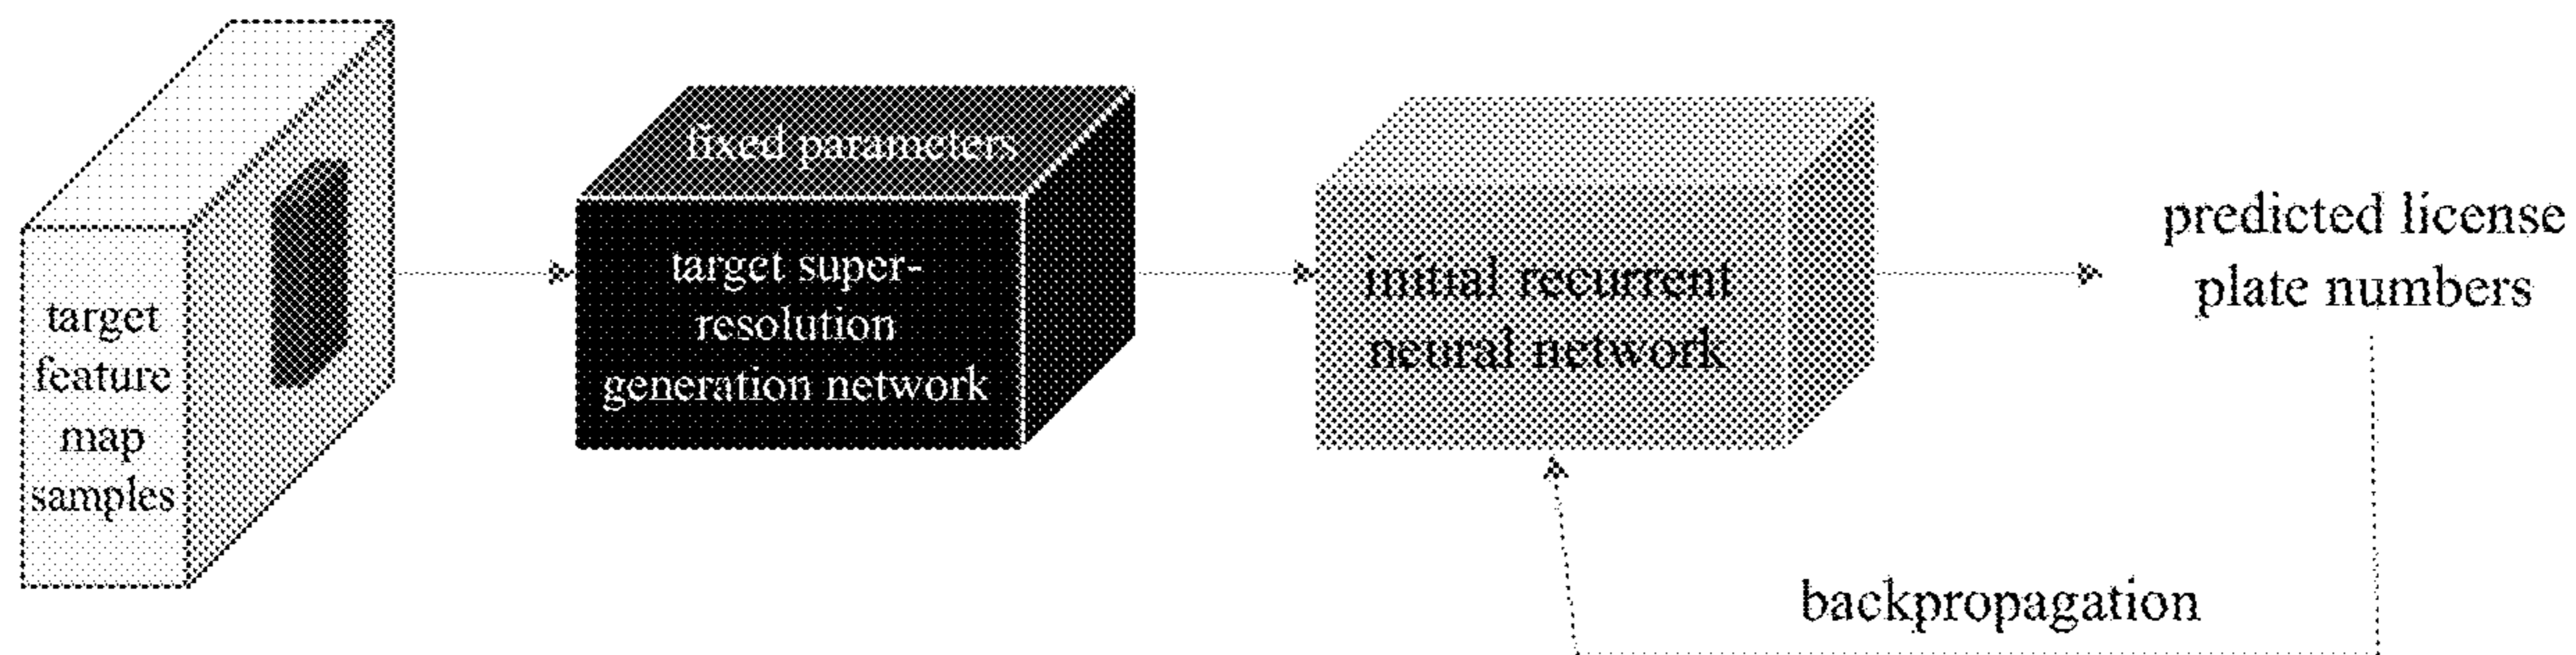 target
feature
map
samples
fixed parameters
target super-
resolution
generation network
initial recurrent
neural network
predicted license
plate numbers
backpropagation